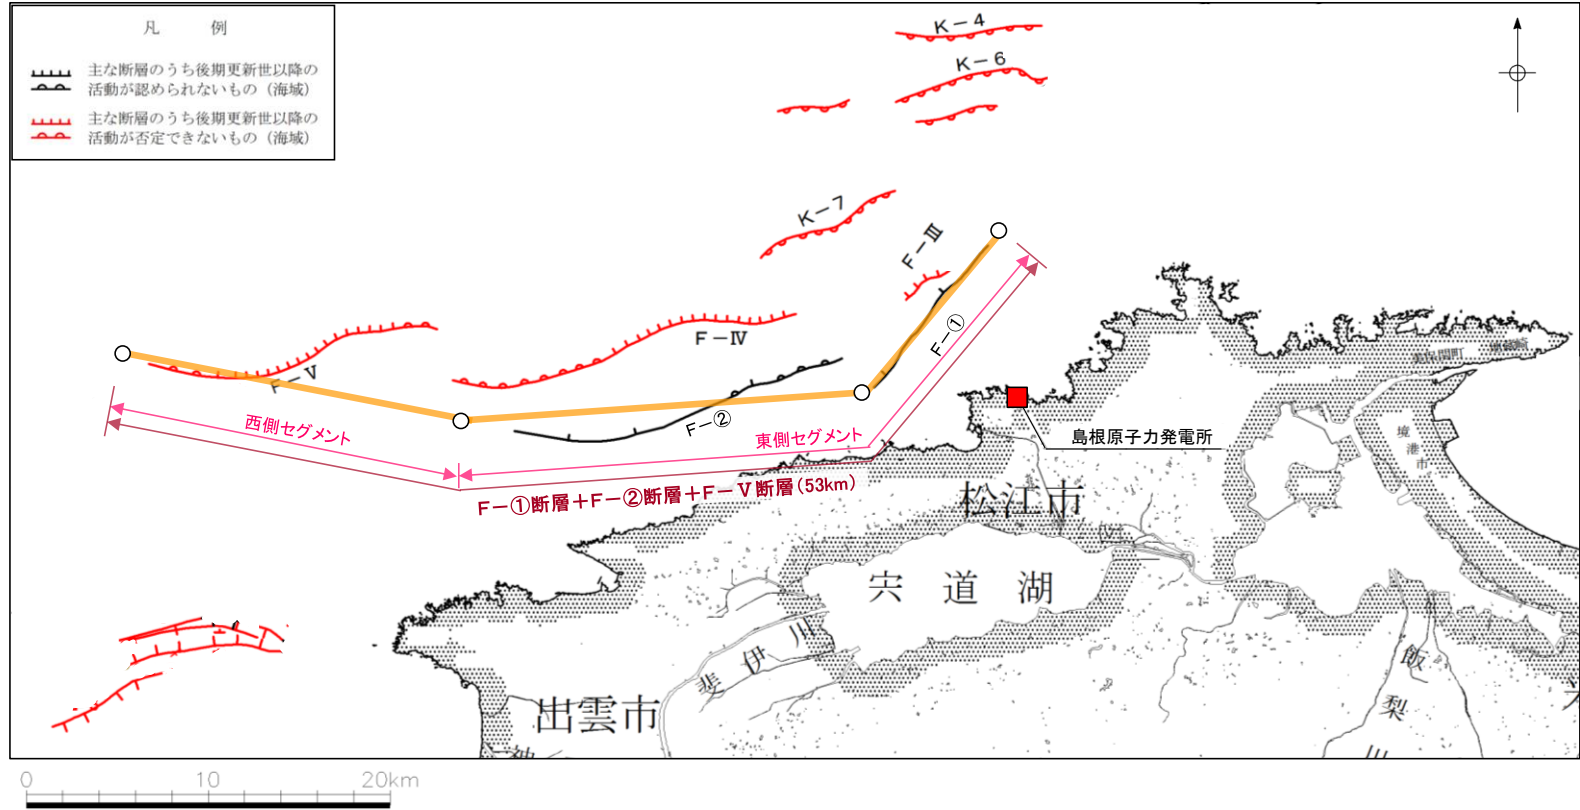 凡　　例
主な断層のうち後期更新世以降の
活動が認められないもの（海域）
主な断層のうち後期更新世以降の
活動が否定できないもの（海域）
K－4
K－6
K－7
F－Ⅲ
F－①
F－Ⅳ
F－Ⅴ
F－②
西側セグメント
東側セグメント
F－①断層＋F－②断層＋F－Ⅴ断層(53km)
島根原子力発電所
美保関町
境港市
松江市
宍道湖
斐伊川
出雲市
神
飯梨川
0 10 20km